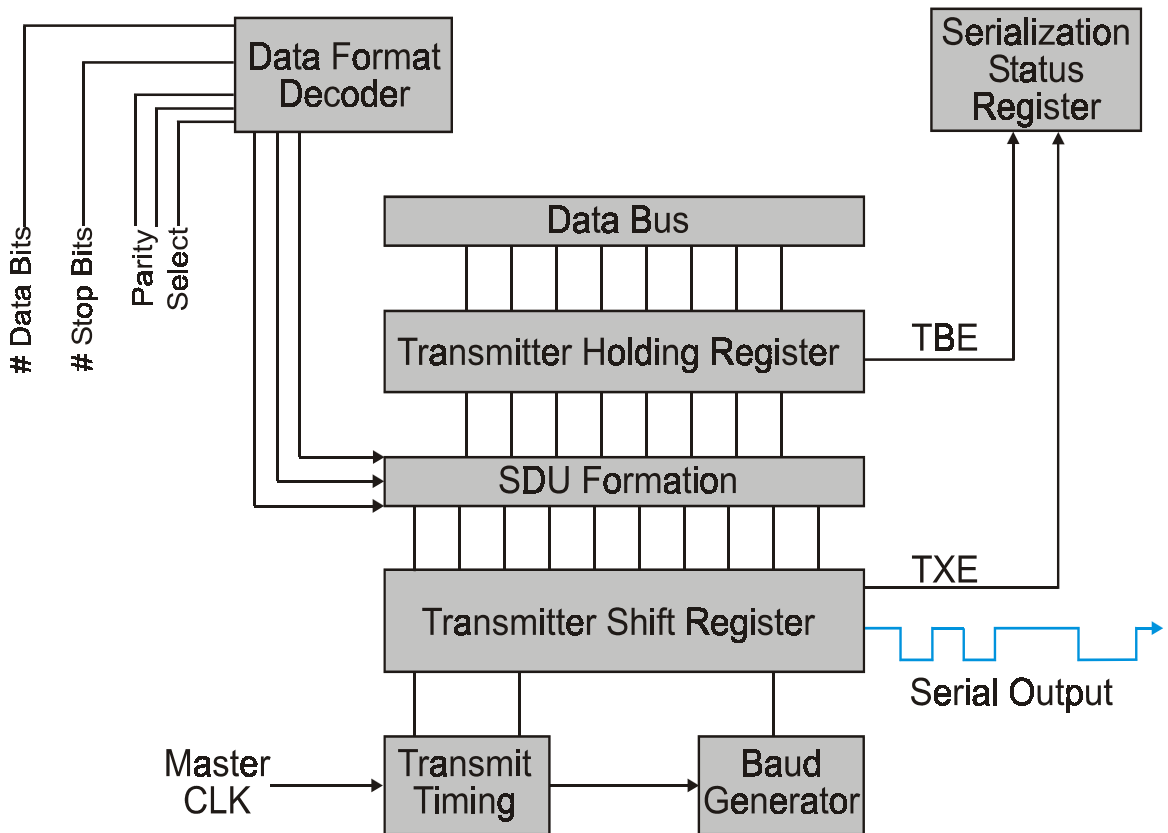 Data Format
Decoder
Serialization
Status
Register
# Data Bits
# Stop Bits
Parity
Select
Data Bus
Transmitter Holding Register
TBE
SDU Formation
TXE
Transmitter Shift Register
Serial Output
Master
CLK
Transmit
Timing
Baud
Generator